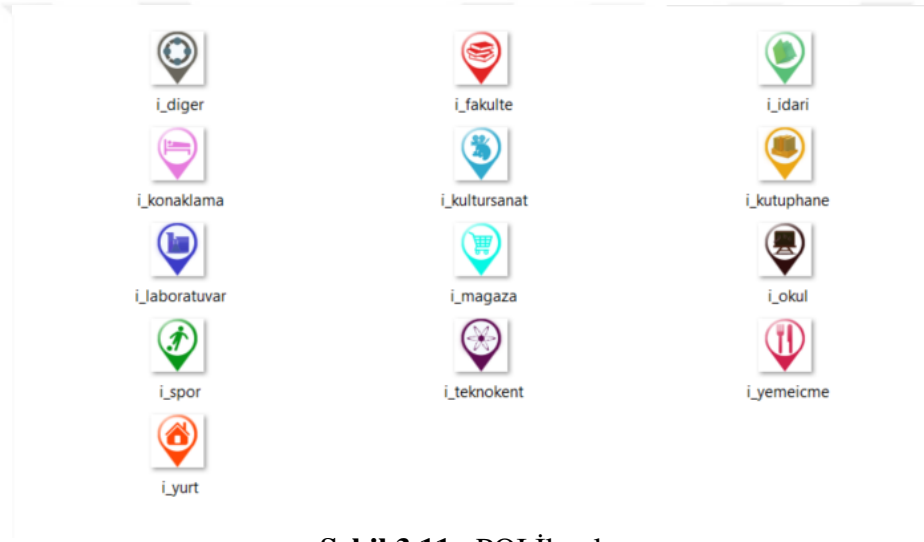 i_diger i_fakulte i_idari
i_konaklama i_kultursanat i_kutuphane
i_laboratuvar i_magaza i_okul
i_spor i_teknokent i_yemeicme
i_yurt